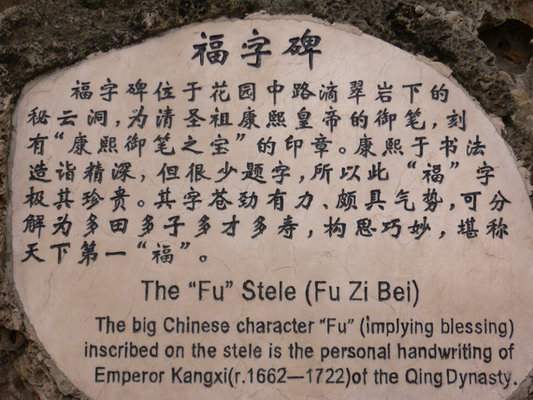 福字碑
福字碑位于花园中路滴翠岩下的
秘云洞,为清圣祖康熙皇帝的御笔,刻
有“康熙御笔之宝”的印章。康熙于书法
造诣精深,但很少题字,所以此“福”字
极其珍贵。其字苍劲有力、颇具气势,可分
解为多田多子多才多寿,构思巧妙,堪称
天下第一“福”。
The “Fu” Stele (Fu Zi Bei)
The big Chinese character “Fu” (implying blessing)
inscribed on the stele is the personal handwriting of
Emperor Kangxi(r.1662—1722)of the Qing Dynasty.